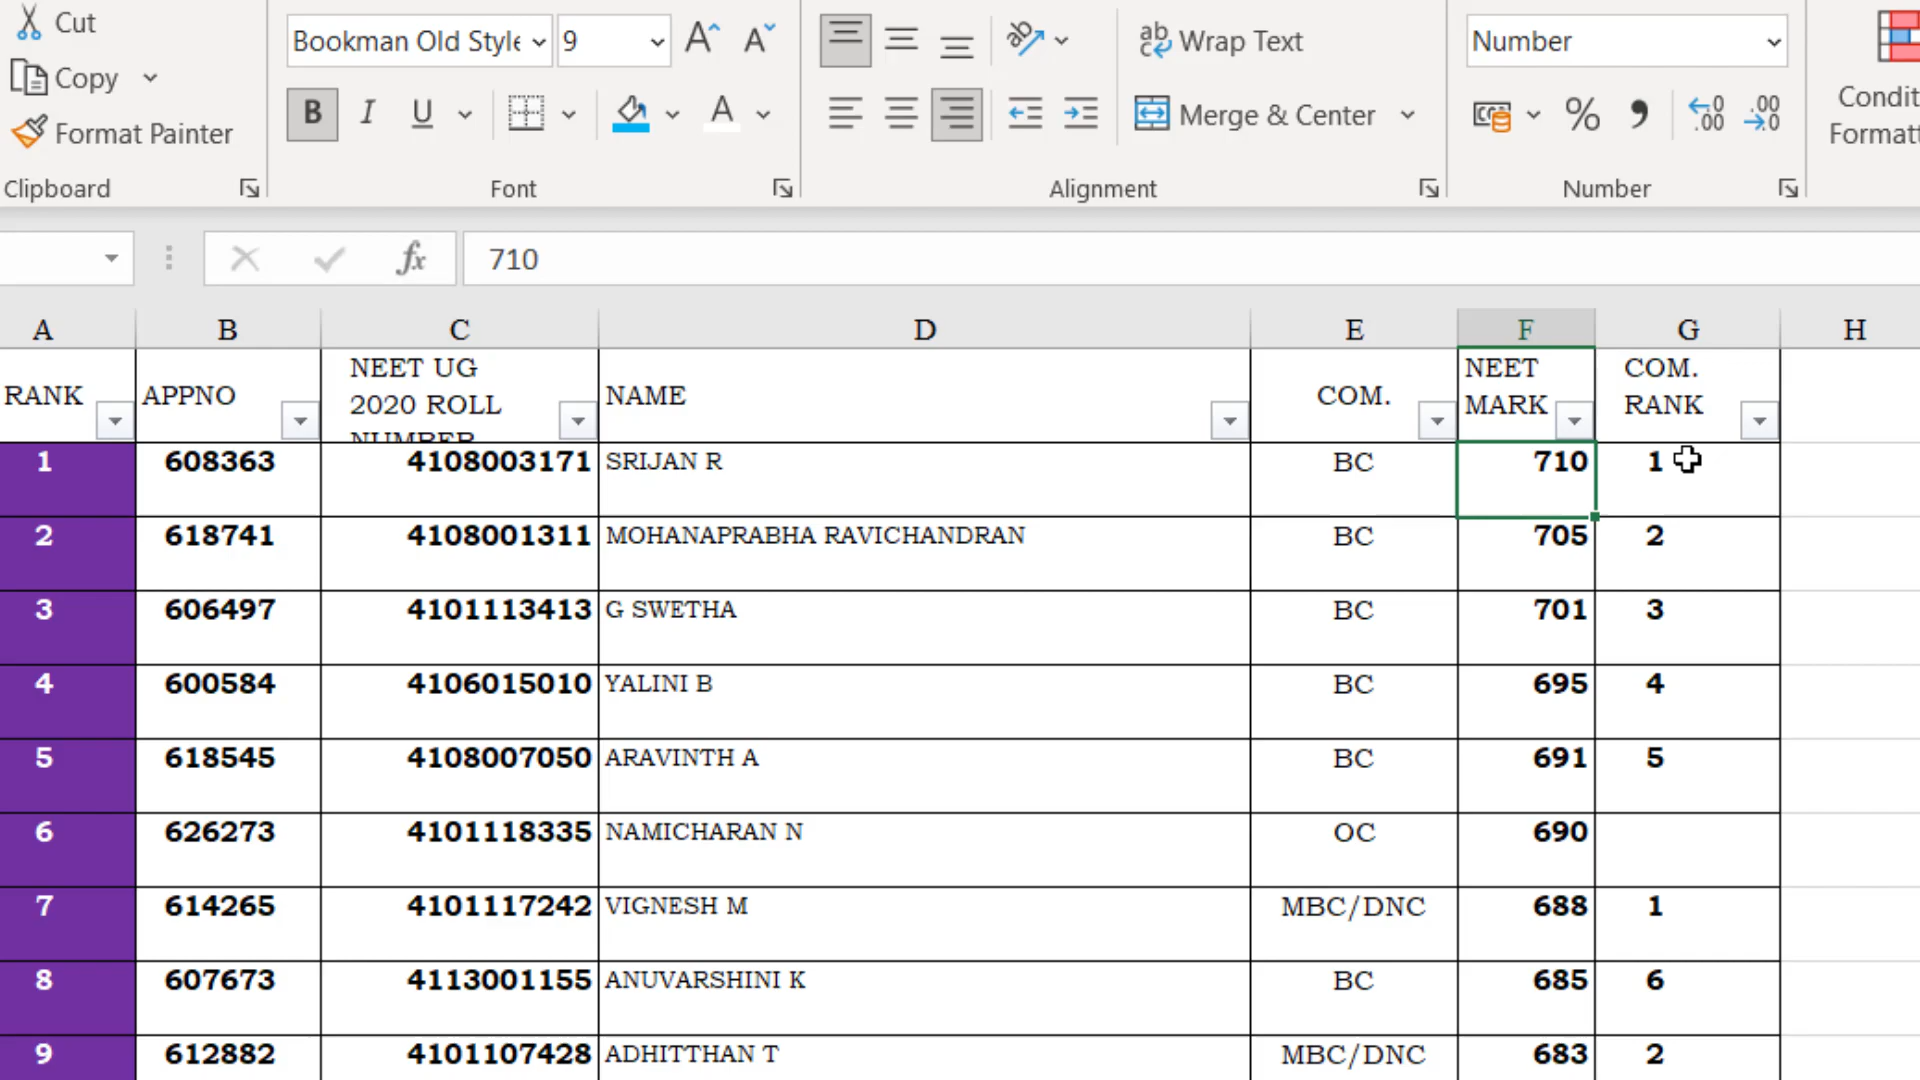 Cut
Copy
Format Painter
Clipboard
Bookman Old Style
9
B I U
A
Font
Wrap Text
Merge & Center
Alignment
Number
%
Number
Condit
Formatt
fx
710
A B C D E F G H
RANK APPNO NEET UG 2020 ROLL NUMBER NAME COM. NEET MARK COM. RANK
1 608363 4108003171 SRIJAN R BC 710 1
2 618741 4108001311 MOHANAPRABHA RAVICHANDRAN BC 705 2
3 606497 4101113413 G SWETHA BC 701 3
4 600584 4106015010 YALINI B BC 695 4
5 618545 4108007050 ARAVINTH A BC 691 5
6 626273 4101118335 NAMICHARAN N OC 690
7 614265 4101117242 VIGNESH M MBC/DNC 688 1
8 607673 4113001155 ANUVARSHINI K BC 685 6
9 612882 4101107428 ADHITTHAN T MBC/DNC 683 2